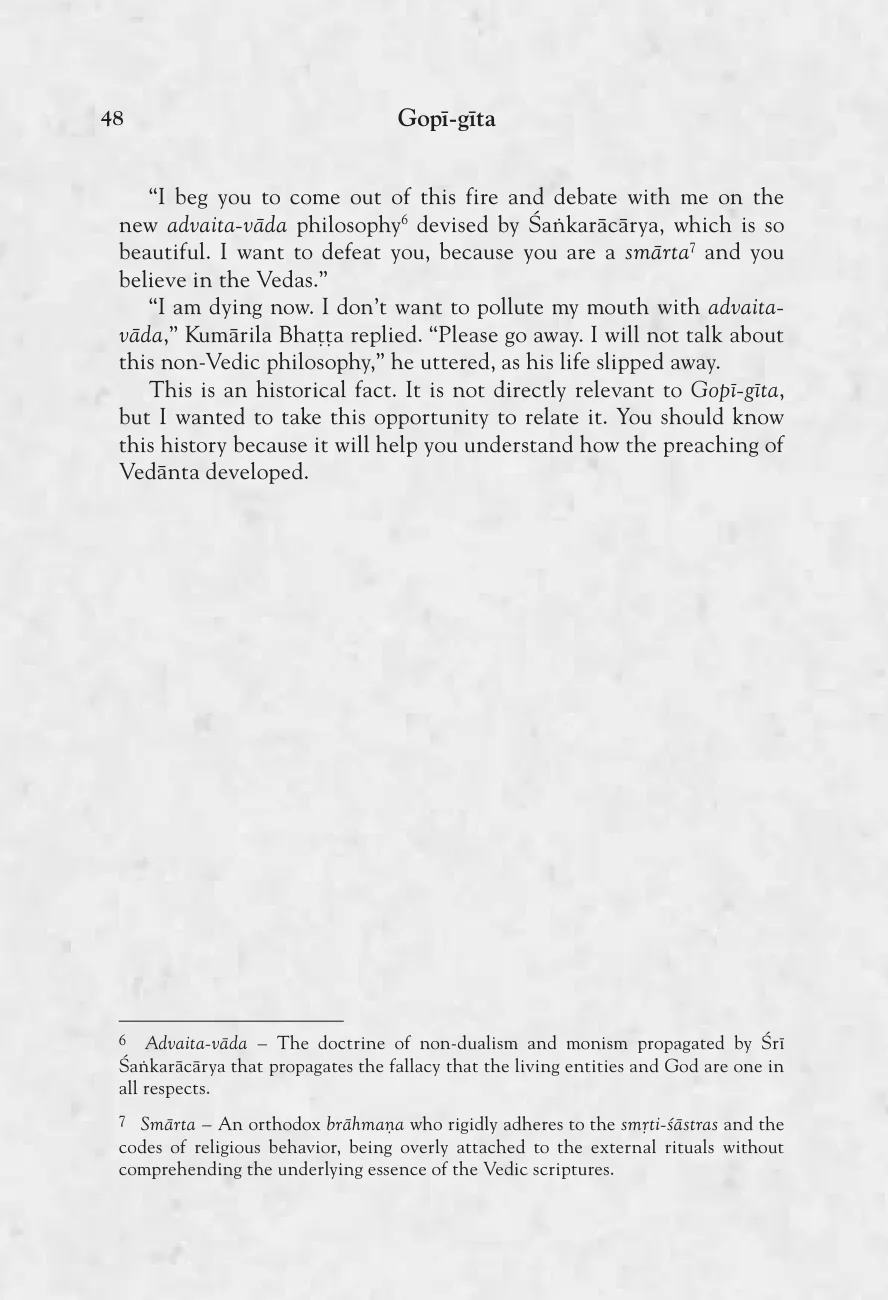 48
Gopī-gīta
“I beg you to come out of this fire and debate with me on the
new advaita-vāda philosophy⁶ devised by Śaṅkarācārya, which is so
beautiful. I want to defeat you, because you are a smārta⁷ and you
believe in the Vedas.”
“I am dying now. I don’t want to pollute my mouth with advaita-
vāda,” Kumārila Bhaṭṭa replied. “Please go away. I will not talk about
this non-Vedic philosophy,” he uttered, as his life slipped away.
This is an historical fact. It is not directly relevant to Gopī-gīta,
but I wanted to take this opportunity to relate it. You should know
this history because it will help you understand how the preaching of
Vedānta developed.
6 Advaita-vāda – The doctrine of non-dualism and monism propagated by Śrī
Śaṅkarācārya that propagates the fallacy that the living entities and God are one in
all respects.
7 Smārta – An orthodox brāhmaṇa who rigidly adheres to the smṛti-śāstras and the
codes of religious behavior, being overly attached to the external rituals without
comprehending the underlying essence of the Vedic scriptures.